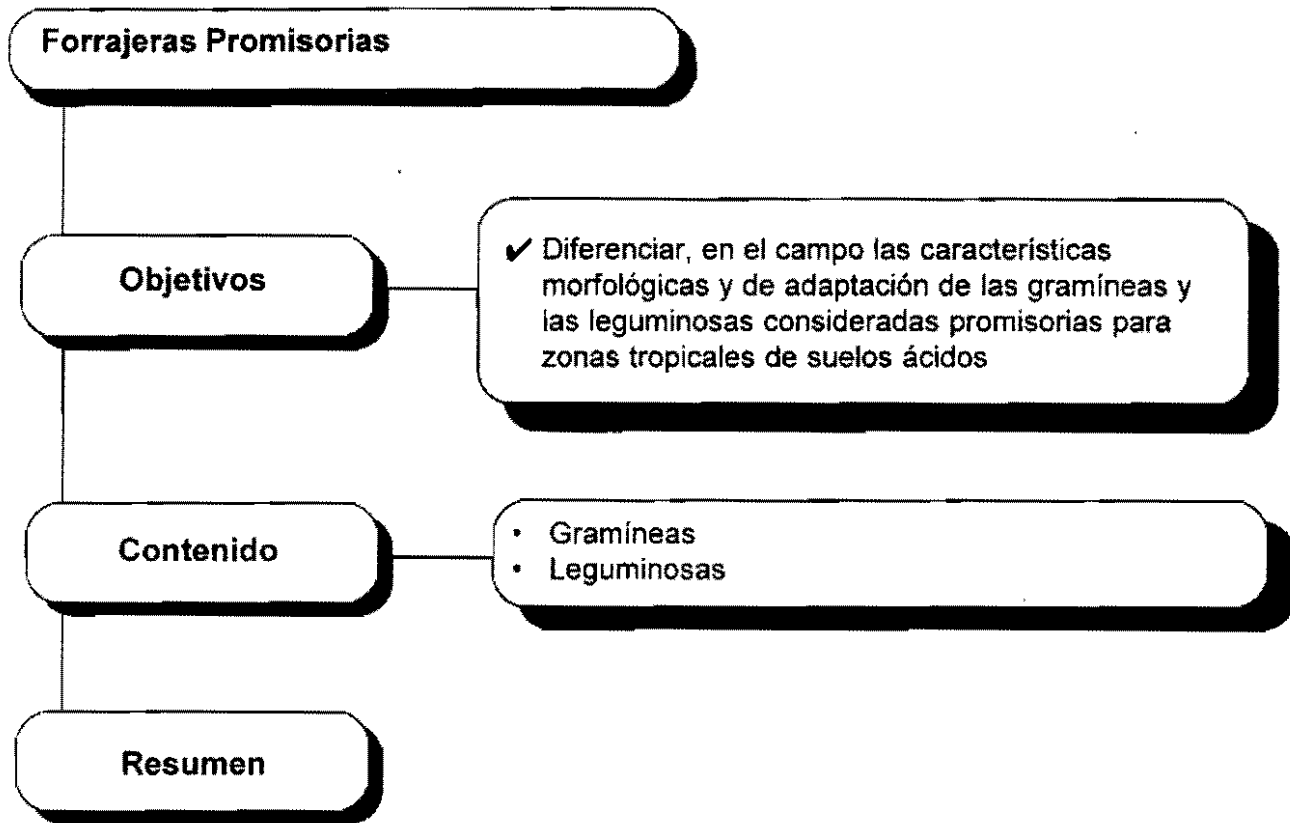 Forrajeras Promisorias
Objetivos
✔ Diferenciar, en el campo las características
morfológicas y de adaptación de las gramíneas y
las leguminosas consideradas promisorias para
zonas tropicales de suelos ácidos
Contenido
• Gramíneas
• Leguminosas
Resumen